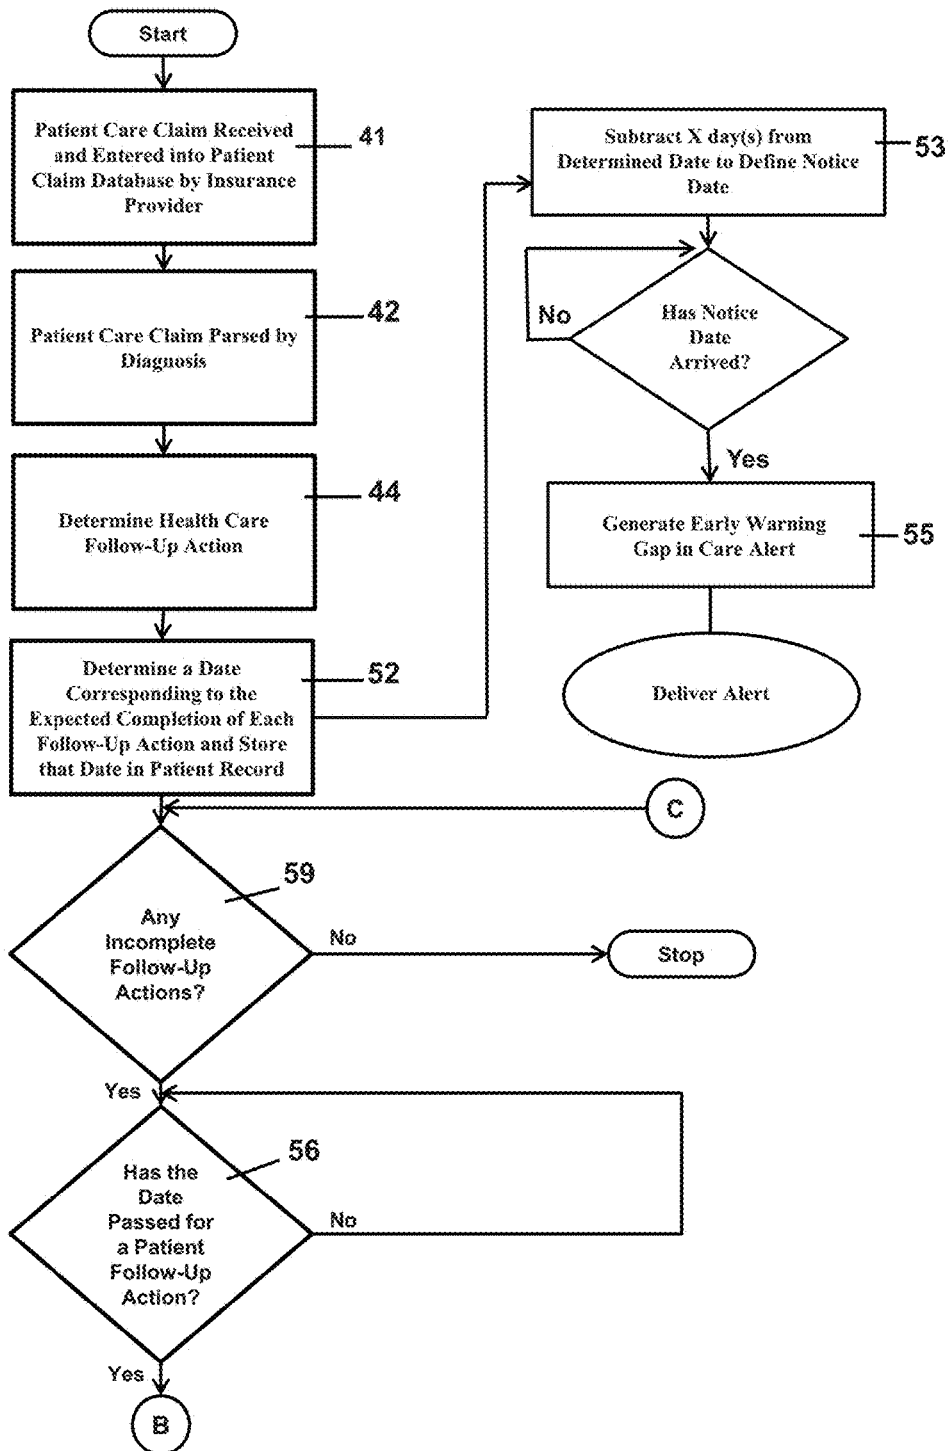 Start
Patient Care Claim Received
and Entered into Patient
Claim Database by Insurance
Provider
41
Patient Care Claim Parsed by
Diagnosis
42
Determine Health Care
Follow-Up Action
44
Determine a Date
Corresponding to the
Expected Completion of Each
Follow-Up Action and Store
that Date in Patient Record
52
Subtract X day(s) from
Determined Date to Define Notice
Date
53
Has Notice
Date
Arrived?
No
Yes
Generate Early Warning
Gap in Care Alert
55
Deliver Alert
C
Any
Incomplete
Follow-Up
Actions?
59
No
Stop
Yes
Has the
Date
Passed for
a Patient
Follow-Up
Action?
56
No
Yes
B